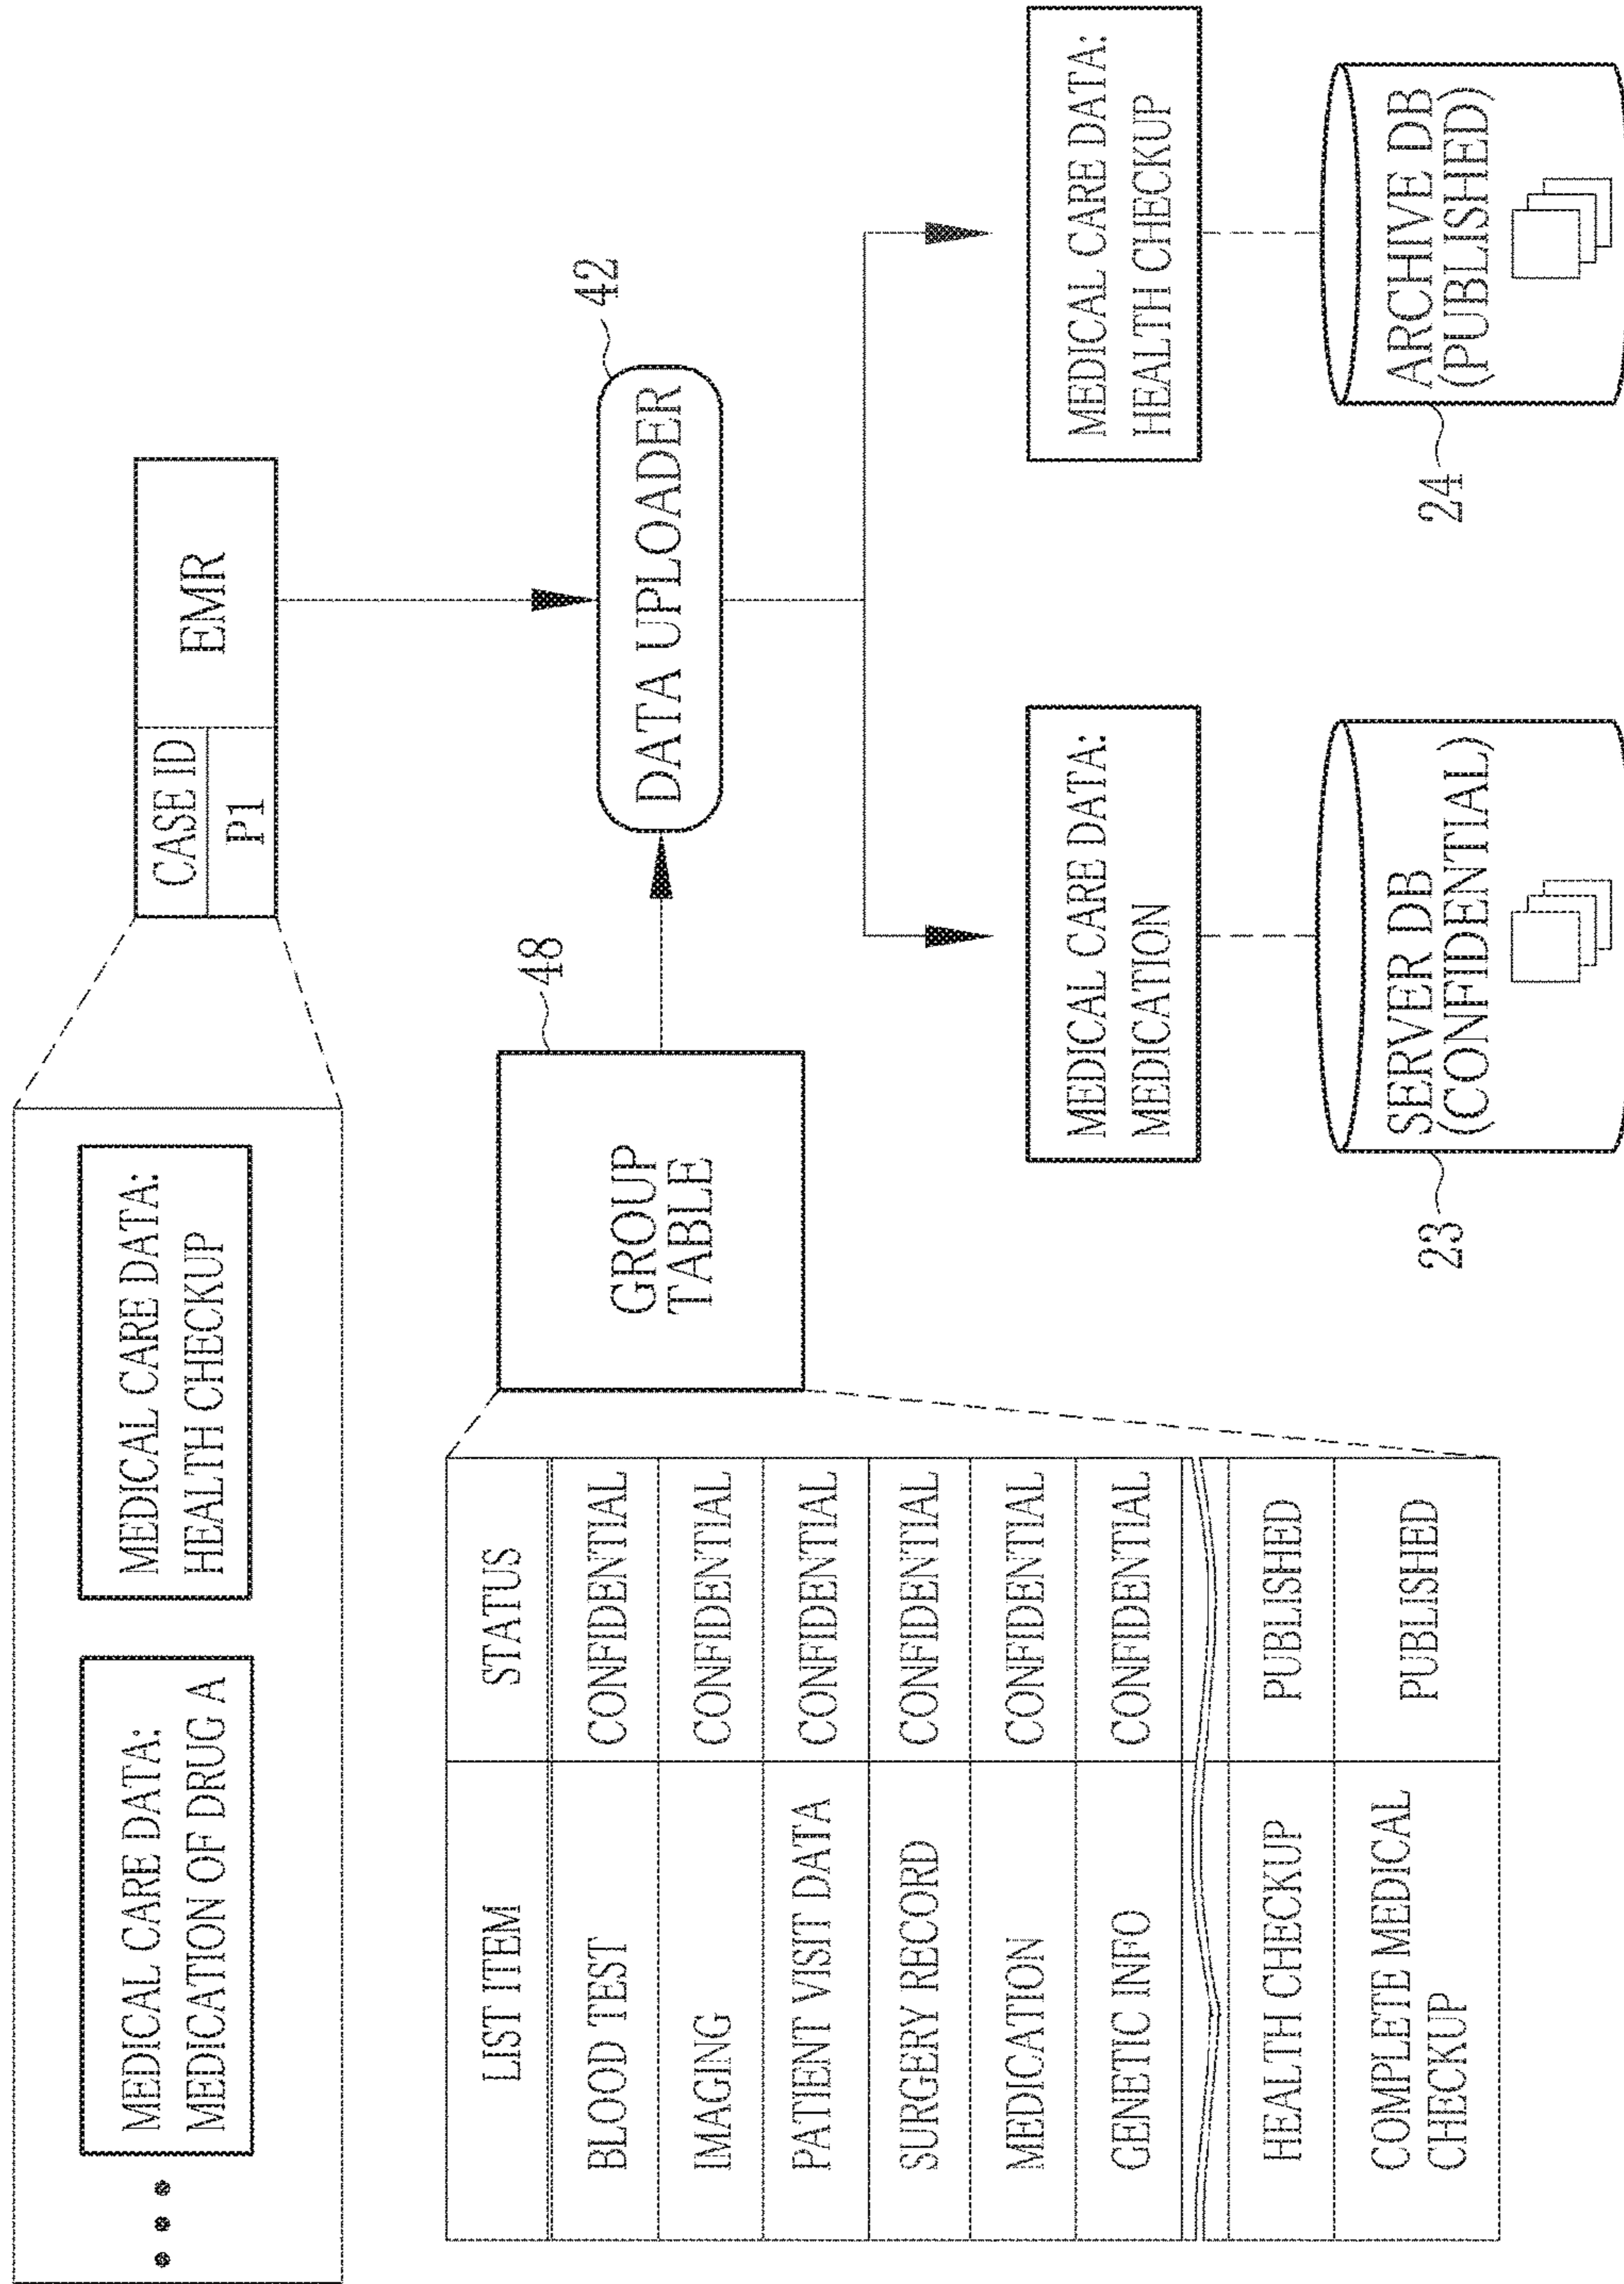 MEDICAL CARE DATA:
MEDICATION OF DRUG A
MEDICAL CARE DATA:
HEALTH CHECKUP
CASE ID
P1
EMR
LIST ITEM
STATUS
BLOOD TEST
CONFIDENTIAL
IMAGING
CONFIDENTIAL
PATIENT VISIT DATA
CONFIDENTIAL
SURGERY RECORD
CONFIDENTIAL
MEDICATION
CONFIDENTIAL
GENETIC INFO
CONFIDENTIAL
HEALTH CHECKUP
PUBLISHED
COMPLETE MEDICAL
CHECKUP
PUBLISHED
GROUP
TABLE
48
DATA UPLOADER
42
MEDICAL CARE DATA:
MEDICATION
MEDICAL CARE DATA:
HEALTH CHECKUP
23
SERVER DB
(CONFIDENTIAL)
24
ARCHIVE DB
(PUBLISHED)